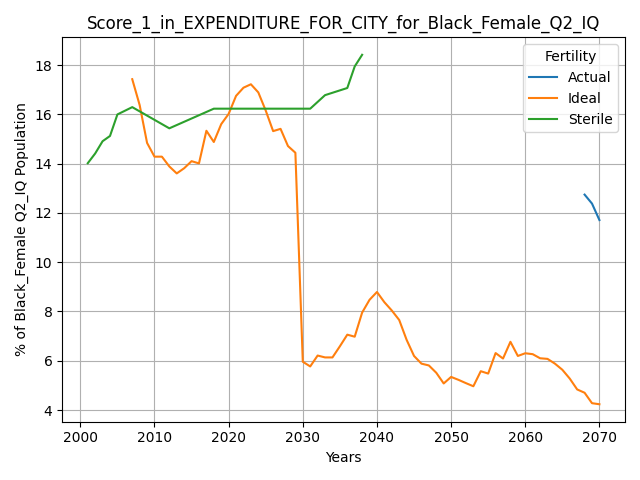 Score_1_in_EXPENDITURE_FOR_CITY_for_Black_Female_Q2_IQ
Fertility
Actual
Ideal
Sterile
% of Black_Female Q2_IQ Population
18
16
14
12
10
8
6
4
2000 2010 2020 2030 2040 2050 2060 2070
Years